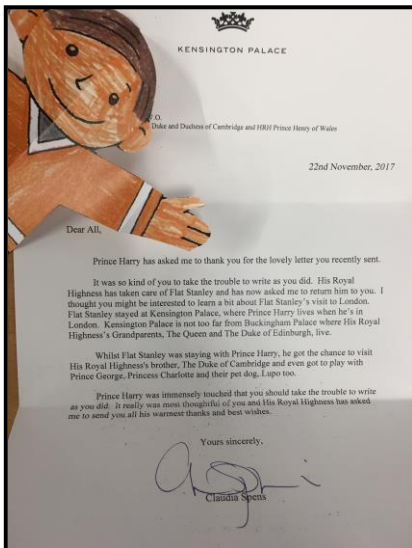 KENSINGTON PALACE
Duke and Duchess of Cambridge and HRH Prince Henry of Wales
22nd November, 2017
Dear All,
Prince Harry has asked me to thank you for the lovely letter you recently sent.
It was so kind of you to take the trouble to write as you did. His Royal
Highness has taken care of Flat Stanley and has now asked me to return him to you. I
thought you might be interested to learn a bit about Flat Stanley's visit to London.
Flat Stanley stayed at Kensington Palace, where Prince Harry lives when he's in
London. Kensington Palace is not too far from Buckingham Palace where His Royal
Highness's Grandparents, The Queen and The Duke of Edinburgh, live.
Whilst Flat Stanley was staying with Prince Harry, he got the chance to visit
His Royal Highness's brother, The Duke of Cambridge and even got to play with
Prince George, Princess Charlotte and their pet dog, Lupo too.
Prince Harry was immensely touched that you should take the trouble to write
as you did. It really was most thoughtful of you and His Royal Highness has asked
me to send you all his warmest thanks and best wishes.
Yours sincerely,
Claudia Spens